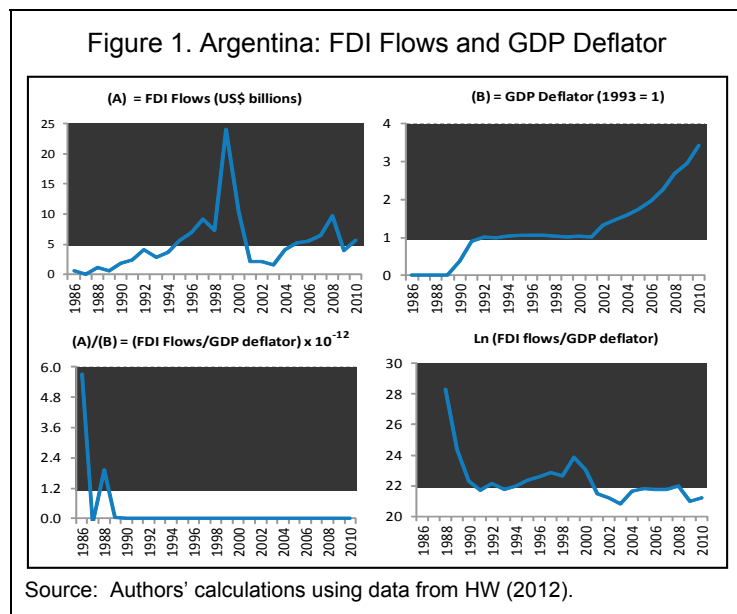 Figure 1. Argentina: FDI Flows and GDP Deflator
(A) = FDI Flows (US$ billions)
25
20
15
10
5
0
1986 1988 1990 1992 1994 1996 1998 2000 2002 2004 2006 2008 2010
(B) = GDP Deflator (1993 = 1)
4
3
2
1
0
1986 1988 1990 1992 1994 1996 1998 2000 2002 2004 2006 2008 2010
(A)/(B) = (FDI Flows/GDP deflator) x 10⁻¹²
6.0
4.8
3.6
2.4
1.2
0.0
1986 1988 1990 1992 1994 1996 1998 2000 2002 2004 2006 2008 2010
Ln (FDI flows/GDP deflator)
30
28
26
24
22
20
1986 1988 1990 1992 1994 1996 1998 2000 2002 2004 2006 2008 2010
Source: Authors’ calculations using data from HW (2012).